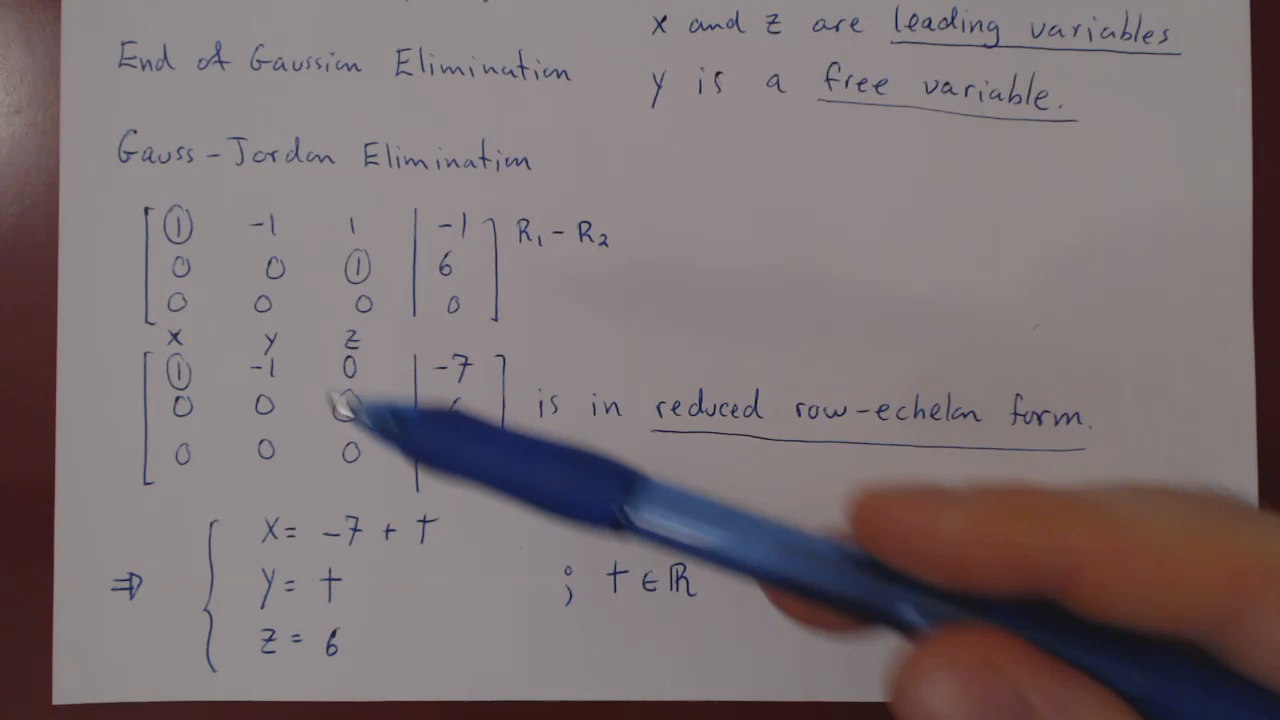 x and z are leading variables
y is a free variable.
End of Gaussian Elimination
Gauss-Jordan Elimination
[ 1 -1 1 | -1 ] R1 - R2
0 0 1 | 6
0 0 0 | 0
x y z
[ 1 -1 0 | -7 ]
0 0 | is in reduced row-echelon form.
0 0 0 |
⇒ { x = -7 + t
y = t ; t ∈ ℝ
z = 6